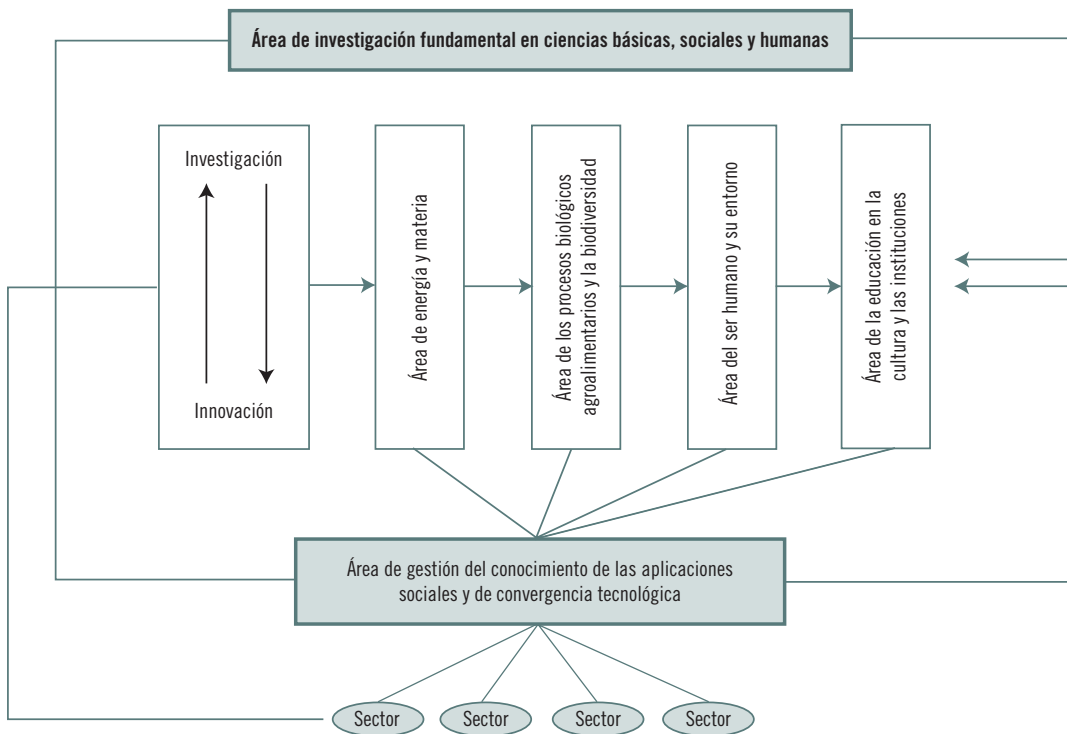 Área de investigación fundamental en ciencias básicas, sociales y humanas
Investigación
Innovación
Área de energía y materia
Área de los procesos biológicos
agroalimentarios y la biodiversidad
Área del ser humano y su entorno
Área de la educación en la
cultura y las instituciones
Área de gestión del conocimiento de las aplicaciones
sociales y de convergencia tecnológica
Sector
Sector
Sector
Sector